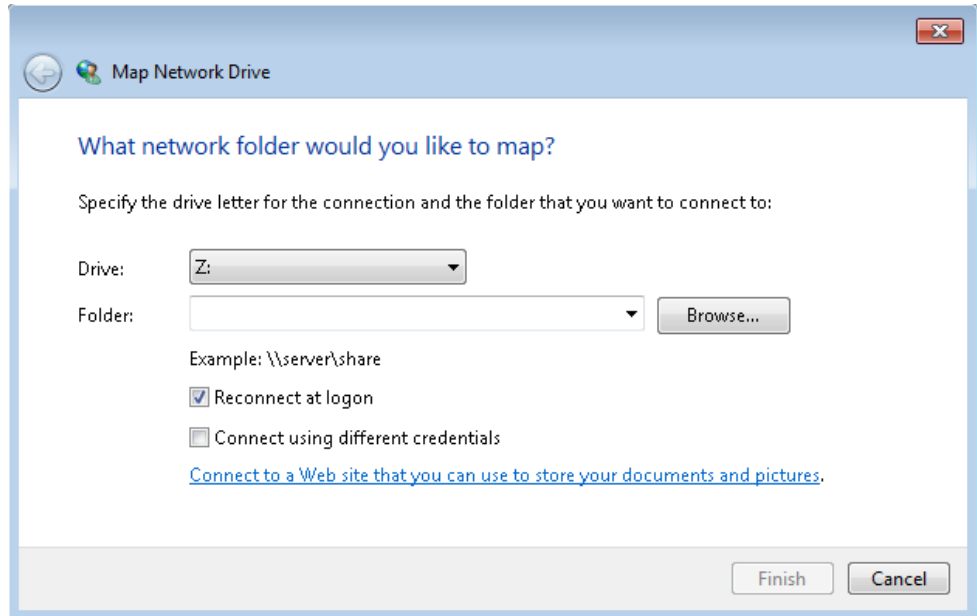 Map Network Drive
What network folder would you like to map?
Specify the drive letter for the connection and the folder that you want to connect to:
Drive: Z:
Folder: Browse...
Example: \\server\share
Reconnect at logon
Connect using different credentials
Connect to a Web site that you can use to store your documents and pictures.
Finish Cancel